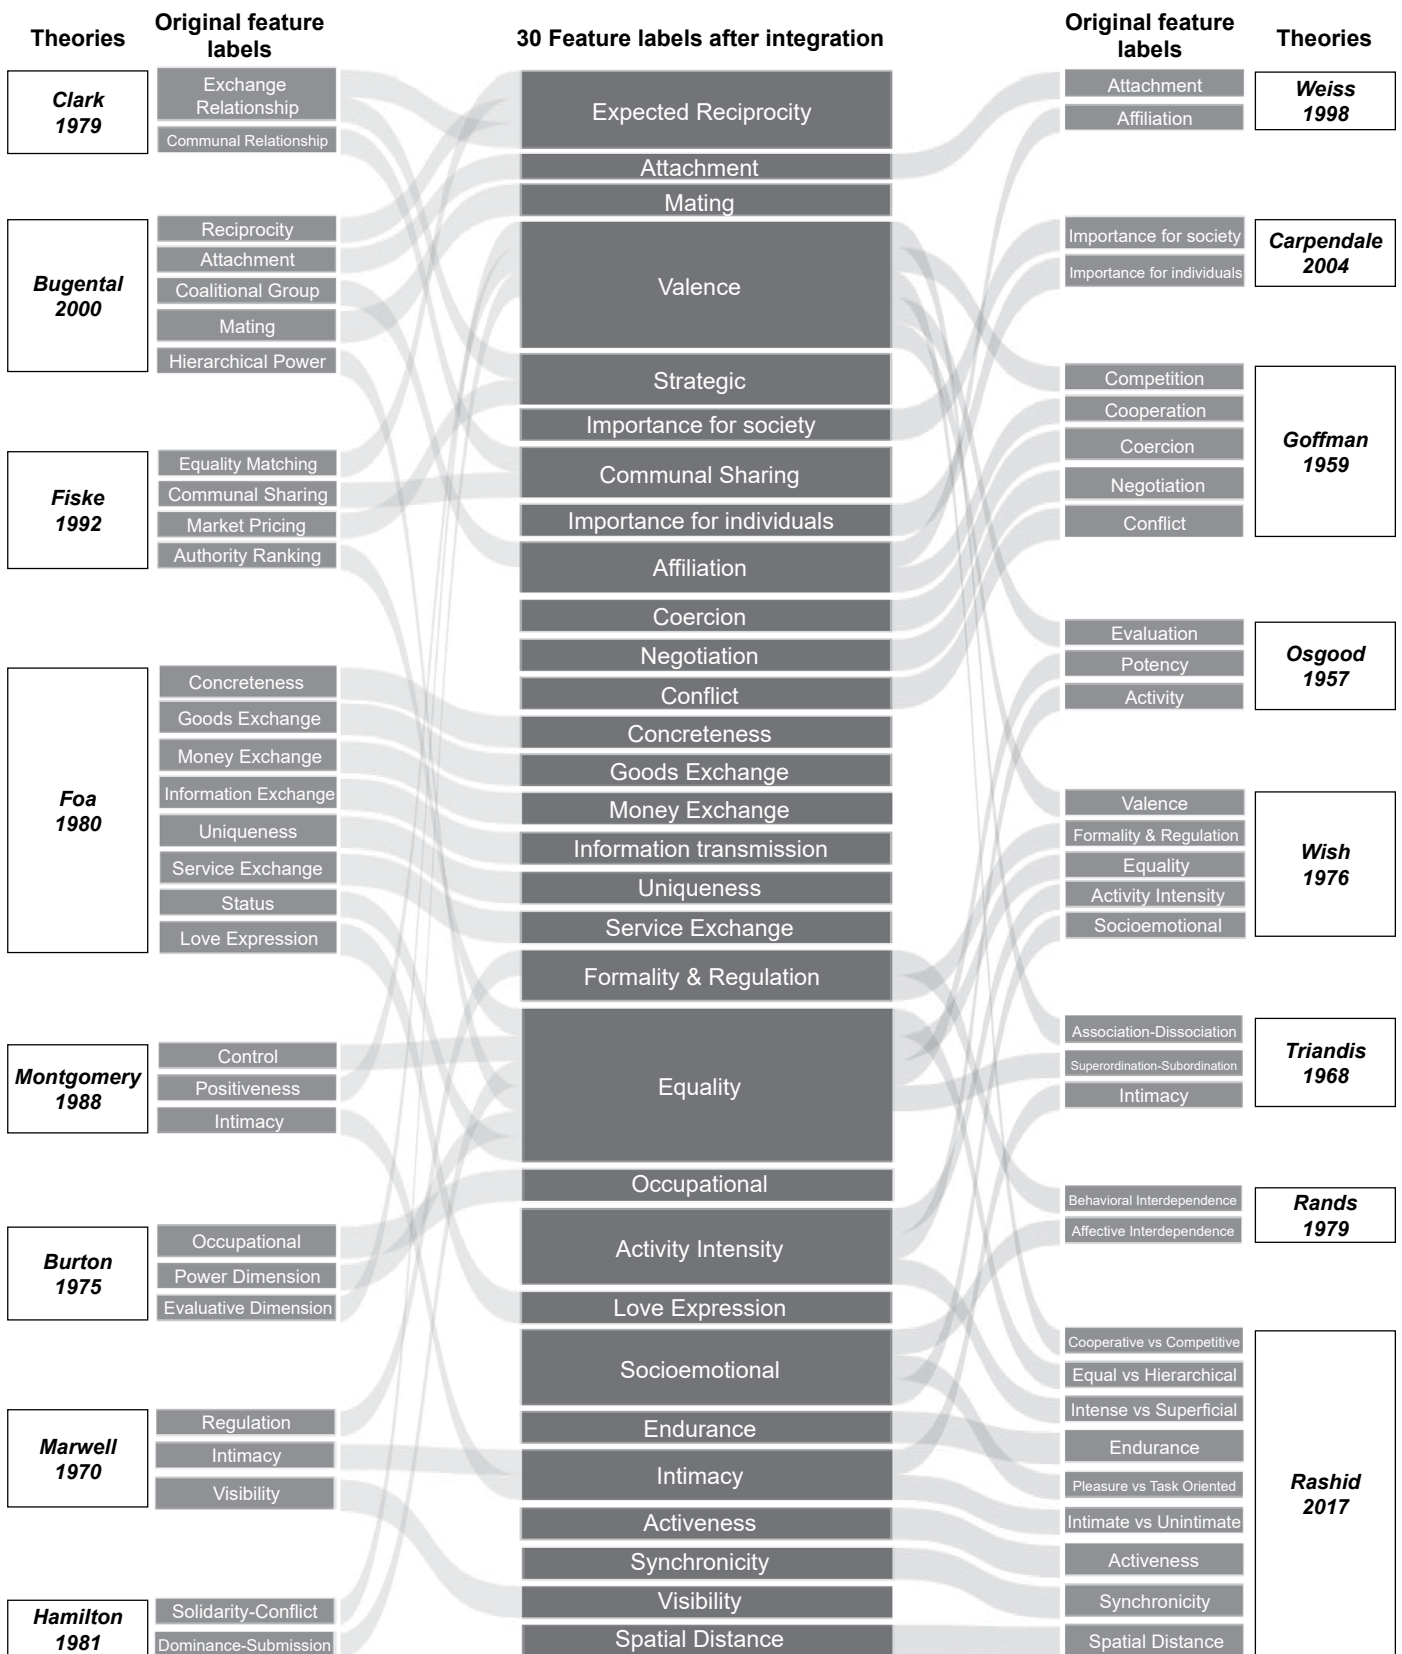 Theories
Original feature
labels
30 Feature labels after integration
Original feature
labels
Theories
Clark
1979
Exchange
Relationship
Communal Relationship
Bugental
2000
Reciprocity
Attachment
Coalitional Group
Mating
Hierarchical Power
Fiske
1992
Equality Matching
Communal Sharing
Market Pricing
Authority Ranking
Foa
1980
Concreteness
Goods Exchange
Money Exchange
Information Exchange
Uniqueness
Service Exchange
Status
Love Expression
Montgomery
1988
Control
Positiveness
Intimacy
Burton
1975
Occupational
Power Dimension
Evaluative Dimension
Marwell
1970
Regulation
Intimacy
Visibility
Hamilton
1981
Solidarity-Conflict
Dominance-Submission
Expected Reciprocity
Attachment
Mating
Valence
Strategic
Importance for society
Communal Sharing
Importance for individuals
Affiliation
Coercion
Negotiation
Conflict
Concreteness
Goods Exchange
Money Exchange
Information transmission
Uniqueness
Service Exchange
Formality & Regulation
Equality
Occupational
Activity Intensity
Love Expression
Socioemotional
Endurance
Intimacy
Activeness
Synchronicity
Visibility
Spatial Distance
Attachment
Affiliation
Weiss
1998
Importance for society
Importance for individuals
Carpendale
2004
Competition
Cooperation
Coercion
Negotiation
Conflict
Goffman
1959
Evaluation
Potency
Activity
Osgood
1957
Valence
Formality & Regulation
Equality
Activity Intensity
Socioemotional
Wish
1976
Association-Dissociation
Superordination-Subordination
Intimacy
Triandis
1968
Behavioral Interdependence
Affective Interdependence
Rands
1979
Cooperative vs Competitive
Equal vs Hierarchical
Intense vs Superficial
Endurance
Pleasure vs Task Oriented
Intimate vs Unintimate
Activeness
Synchronicity
Spatial Distance
Rashid
2017